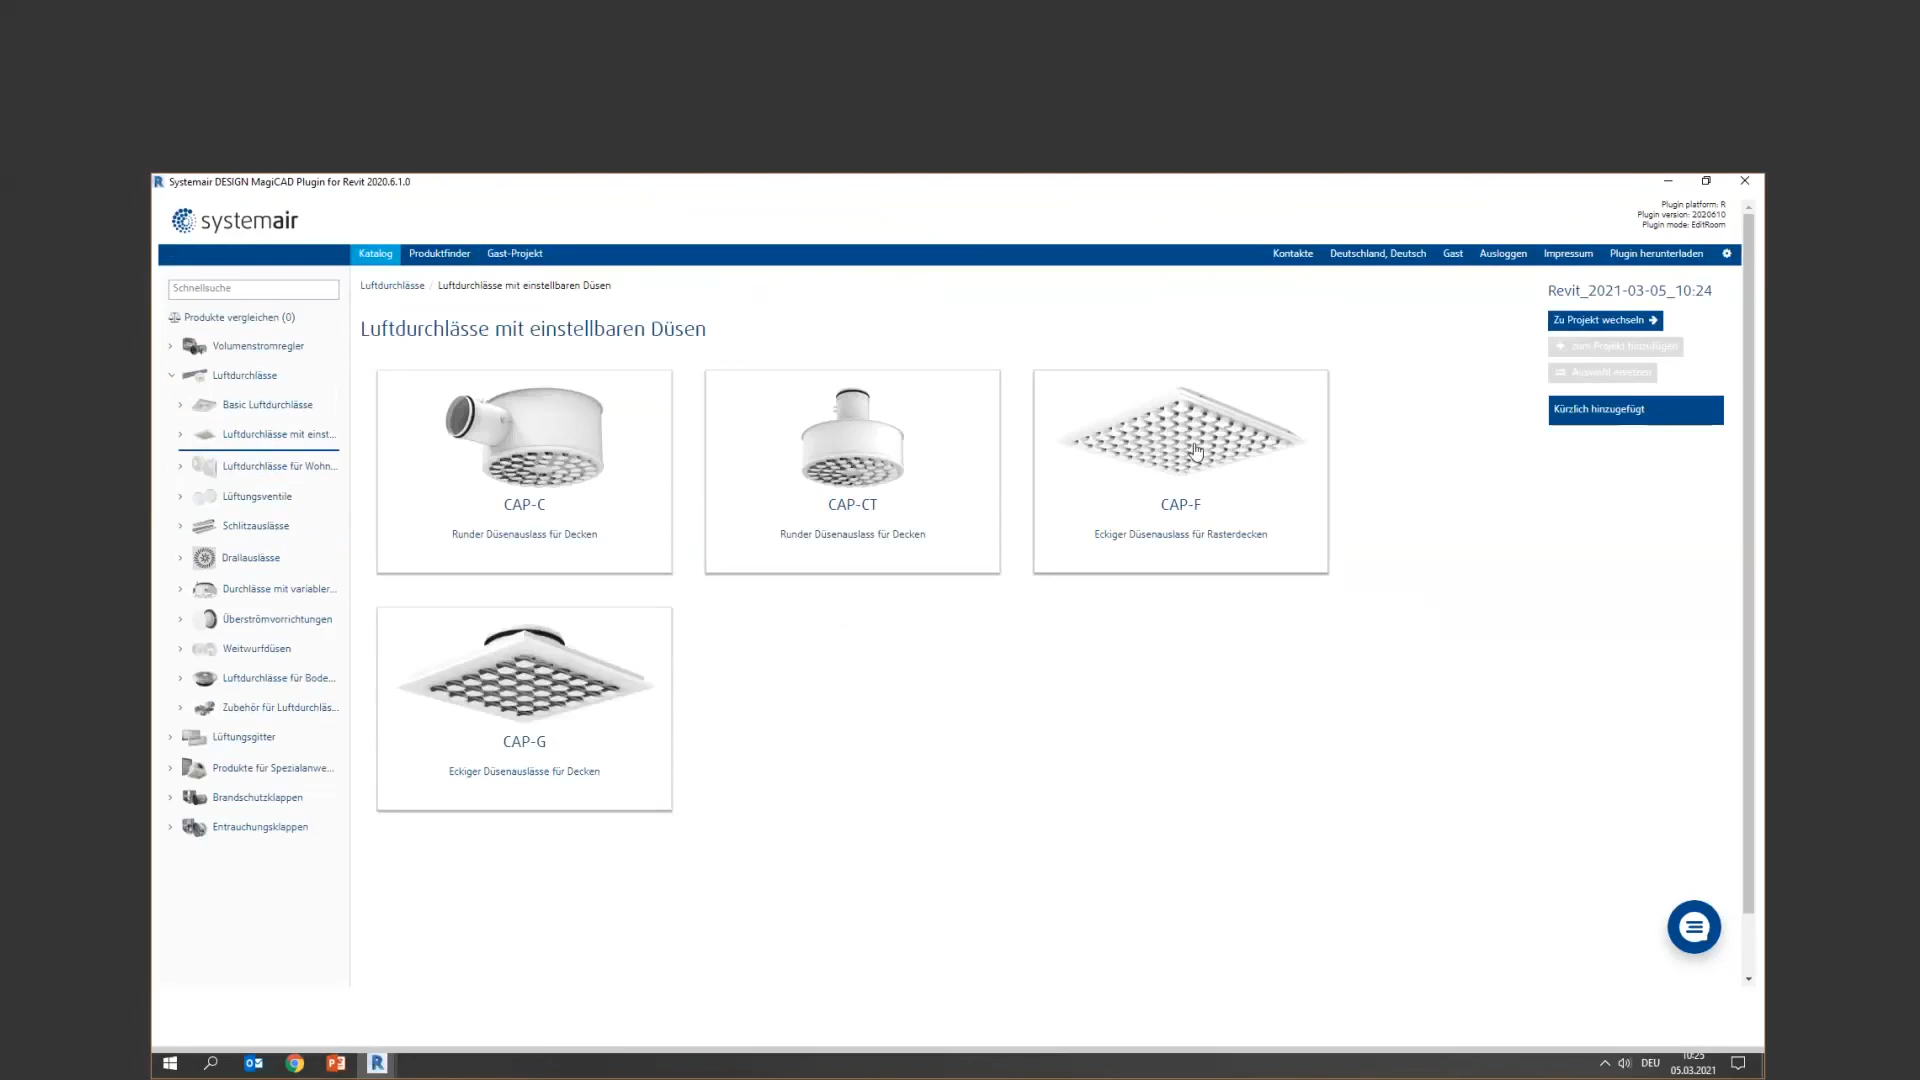 Systemair DESIGN MagiCAD Plugin for Revit 2020.6.1.0
systemair
Plugin platform: R
Plugin version: 2020610
Plugin mode: EditRoom
Katalog Produktfinder Gast-Projekt Kontakte Deutschland, Deutsch Gast Ausloggen Impressum Plugin herunterladen
Schnellsuche
Produkte vergleichen (0)
Volumenstromregler
Luftdurchlässe
Basic Luftdurchlässe
Luftdurchlässe mit einst...
Luftdurchlässe für Wohn...
Lüftungsventile
Schlitzauslässe
Drallauslässe
Durchlässe mit variabler...
Überströmvorrichtungen
Weitwurfdüsen
Luftdurchlässe für Bode...
Zubehör für Luftdurchläs...
Lüftungsgitter
Produkte für Spezialanwe...
Brandschutzklappen
Entrauchungsklappen
Luftdurchlässe / Luftdurchlässe mit einstellbaren Düsen
Luftdurchlässe mit einstellbaren Düsen
CAP-C
Runder Düsenauslass für Decken
CAP-CT
Runder Düsenauslass für Decken
CAP-F
Eckiger Düsenauslass für Rasterdecken
CAP-G
Eckiger Düsenauslässe für Decken
Revit_2021-03-05_10:24
Zu Projekt wechseln
zum Projekt hinzufügen
Auswahl ersetzen
Kürzlich hinzugefügt
DEU
10:25
05.03.2021